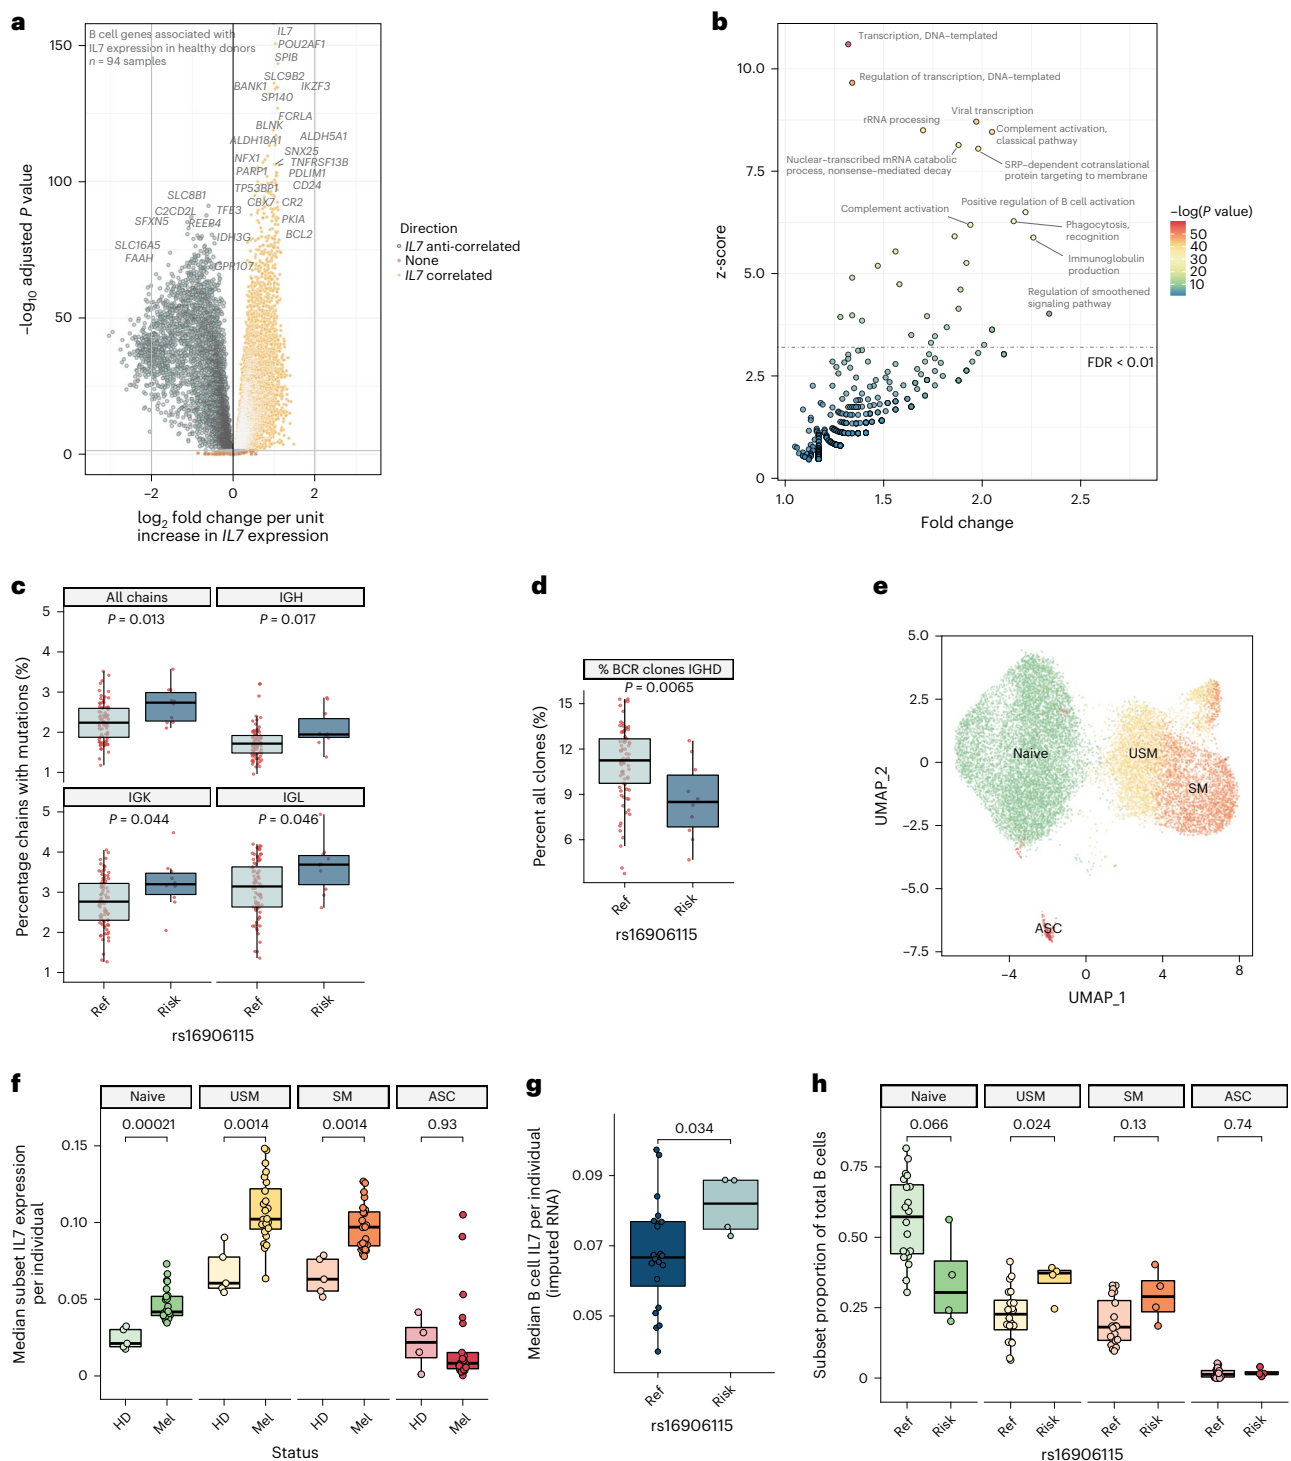 a
B cell genes associated with
IL7 expression in healthy donors
n = 94 samples
IL7
POU2AF1
SPIB
SLC9B2
BANK1
IKZF3
SP140
FCRLA
BLNK
ALDH5A1
ALDH18A1
SNX25
NFX1
TNFRSF13B
PARP1
PDLIM1
TP53BP1
CD24
CBX7
CR2
PKIA
BCL2
SLC8B1
C2CD2L
TFE3
SFXN5
REEP4
IDH3G
SLC16A5
FAAH
GPR107
150
100
50
0
−2
0
2
−log10 adjusted P value
log2 fold change per unit
increase in IL7 expression
Direction
IL7 anti-correlated
None
IL7 correlated
b
Transcription, DNA–templated
Regulation of transcription, DNA–templated
Viral transcription
rRNA processing
Complement activation,
classical pathway
Nuclear–transcribed mRNA catabolic
process, nonsense–mediated decay
SRP–dependent cotranslational
protein targeting to membrane
Positive regulation of B cell activation
Complement activation
Phagocytosis,
recognition
Immunoglobulin
production
Regulation of smoothened
signaling pathway
FDR < 0.01
10.0
7.5
5.0
2.5
0
1.0
1.5
2.0
2.5
z-score
Fold change
−log(P value)
50
40
30
20
10
c
All chains
IGH
P = 0.013
P = 0.017
5
4
3
2
1
IGK
IGL
P = 0.044
P = 0.046
5
4
3
2
1
Percentage chains with mutations (%)
Ref
Risk
Ref
Risk
rs16906115
d
% BCR clones IGHD
P = 0.0065
15
12
9
6
Percent all clones (%)
Ref
Risk
rs16906115
e
5.0
2.5
0
−2.5
−5.0
−7.5
Naive
USM
SM
ASC
−4
0
4
8
UMAP_2
UMAP_1
f
Naive
USM
SM
ASC
0.00021
0.0014
0.0014
0.93
0.15
0.10
0.05
0
Median subset IL7 expression
per individual
HD
Mel
HD
Mel
HD
Mel
HD
Mel
Status
g
0.034
0.09
0.07
0.05
Median B cell IL7 per individual
(imputed RNA)
Ref
Risk
rs16906115
h
Naive
USM
SM
ASC
0.066
0.024
0.13
0.74
0.75
0.50
0.25
0
Subset proportion of total B cells
Ref
Risk
Ref
Risk
Ref
Risk
Ref
Risk
rs16906115